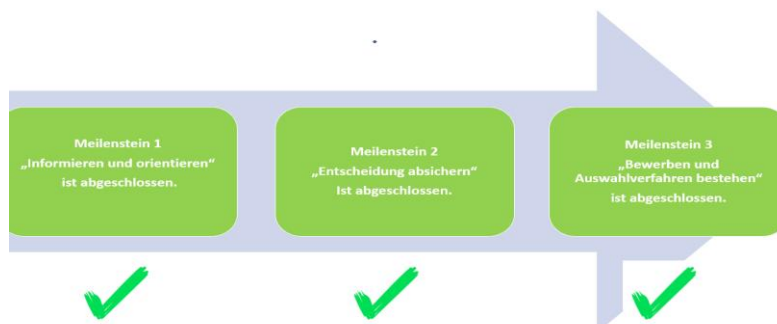 Meilenstein 1
„Informieren und orientieren“
ist abgeschlossen.
Meilenstein 2
„Entscheidung absichern“
Ist abgeschlossen.
Meilenstein 3
„Bewerben und
Auswahlverfahren bestehen“
ist abgeschlossen.